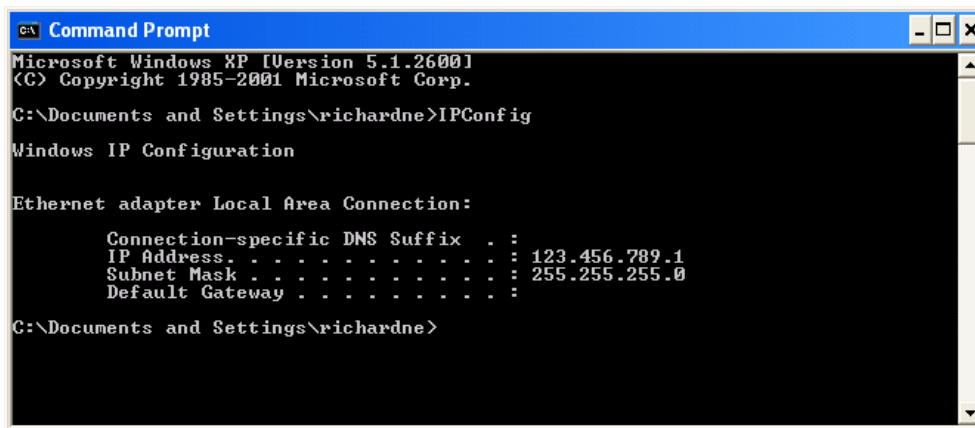 Command Prompt
Microsoft Windows XP [Version 5.1.2600]
(C) Copyright 1985-2001 Microsoft Corp.
C:\Documents and Settings\richardne>IPConfig
Windows IP Configuration
Ethernet adapter Local Area Connection:
Connection-specific DNS Suffix . :
IP Address. . . . . . . . . . . . : 123.456.789.1
Subnet Mask . . . . . . . . . . . : 255.255.255.0
Default Gateway . . . . . . . . . :
C:\Documents and Settings\richardne>